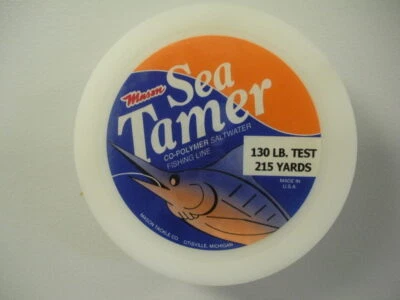 Mason
Sea
Tamer
CO-POLYMER SALTWATER
FISHING LINE
130 LB. TEST
215 YARDS
MADE IN
U.S.A.
MASON TACKLE CO
OTISVILLE, MICHIGAN